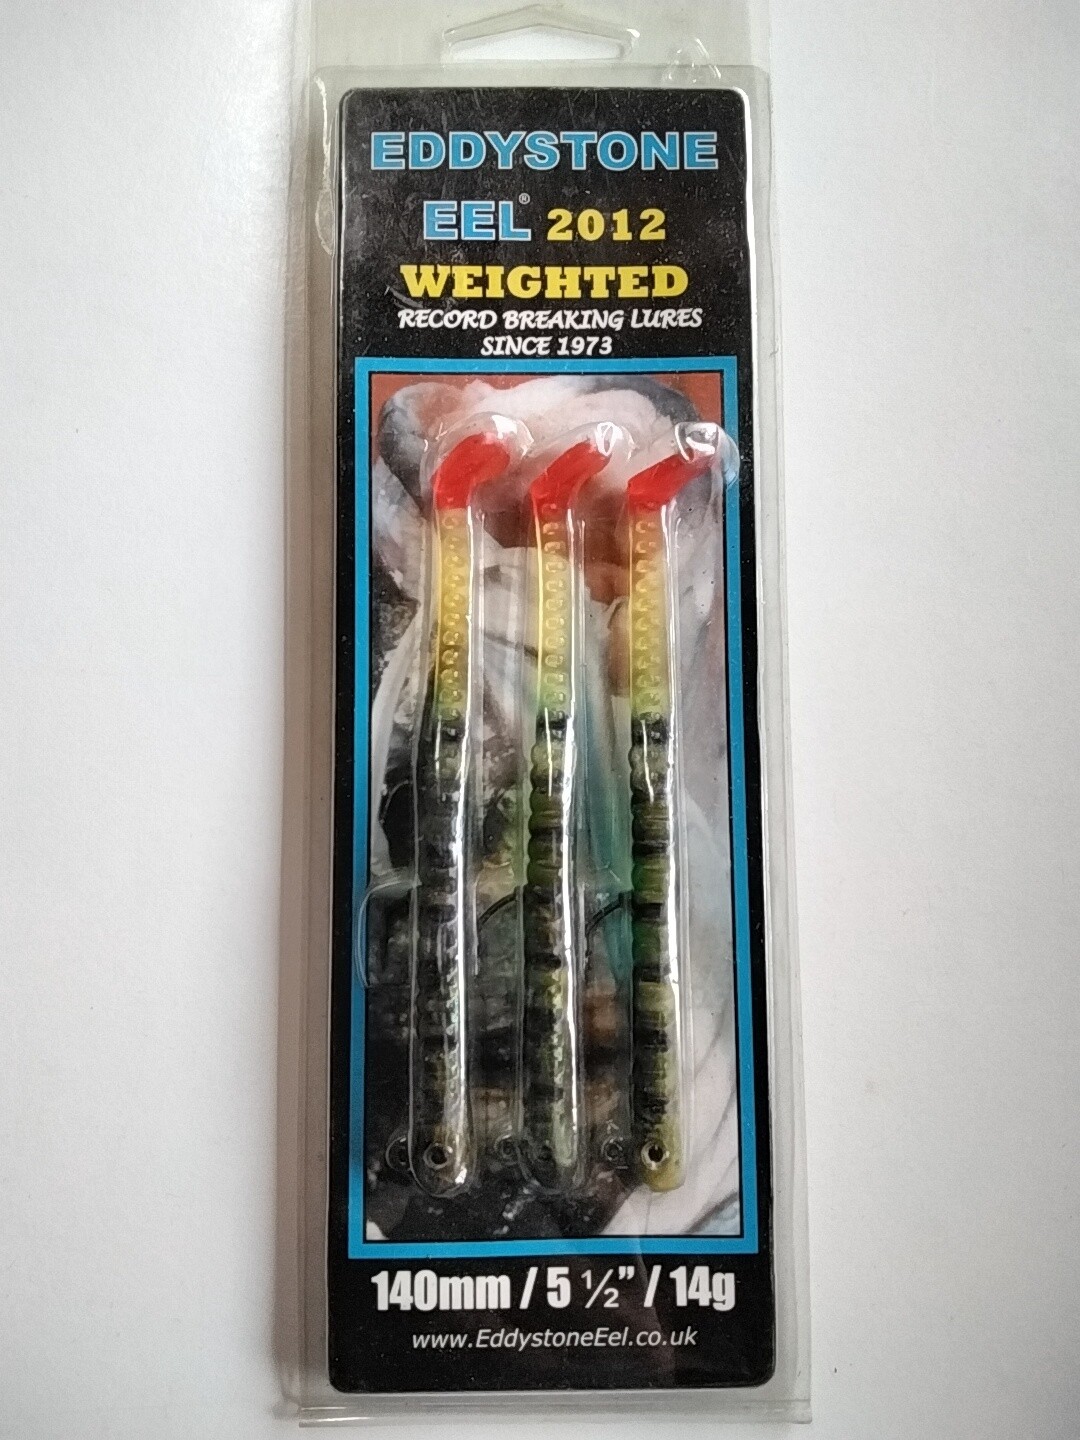 EDDYSTONE
EEL® 2012
WEIGHTED
RECORD BREAKING LURES
SINCE 1973
140mm / 5 ½” / 14g
www.EddystoneEel.co.uk